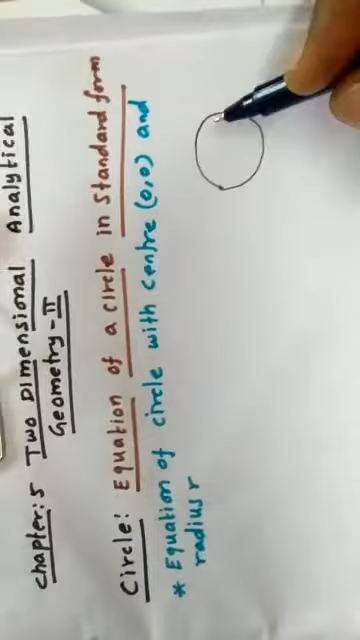 chapter:5 Two Dimensional Analytical
Geometry-II
Circle: Equation of a circle in standard form
* Equation of circle with centre (0,0) and
radius r